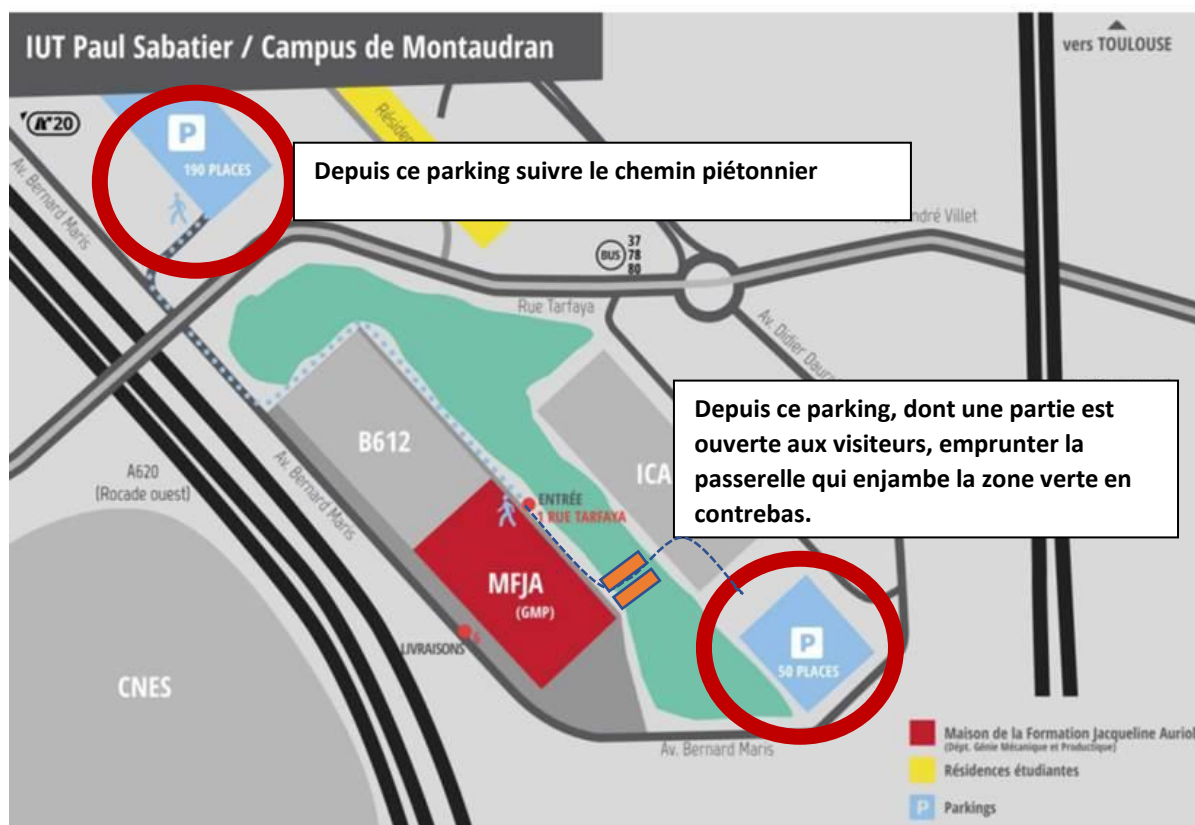 IUT Paul Sabatier / Campus de Montaudran
vers TOULOUSE
20
P
190 PLACES
Av. Bernard Maris
Depuis ce parking suivre le chemin piétonnier
André Villet
BUS
37
78
80
Rue Tarfaya
Av. Didier
Depuis ce parking, dont une partie est
ouverte aux visiteurs, emprunter la
passerelle qui enjambe la zone verte en
contrebas.
B612
ICA
A620
(Rocade ouest)
Av. Bernard Maris
ENTRÉE
RUE TARFAYA
MFJA
(GMP)
LIVRAISONS
P
50 PLACES
CNES
Av. Bernard Maris
Maison de la Formation Jacqueline Auriol
(Dépt. Génie Mécanique et Productique)
Résidences étudiantes
P
Parkings